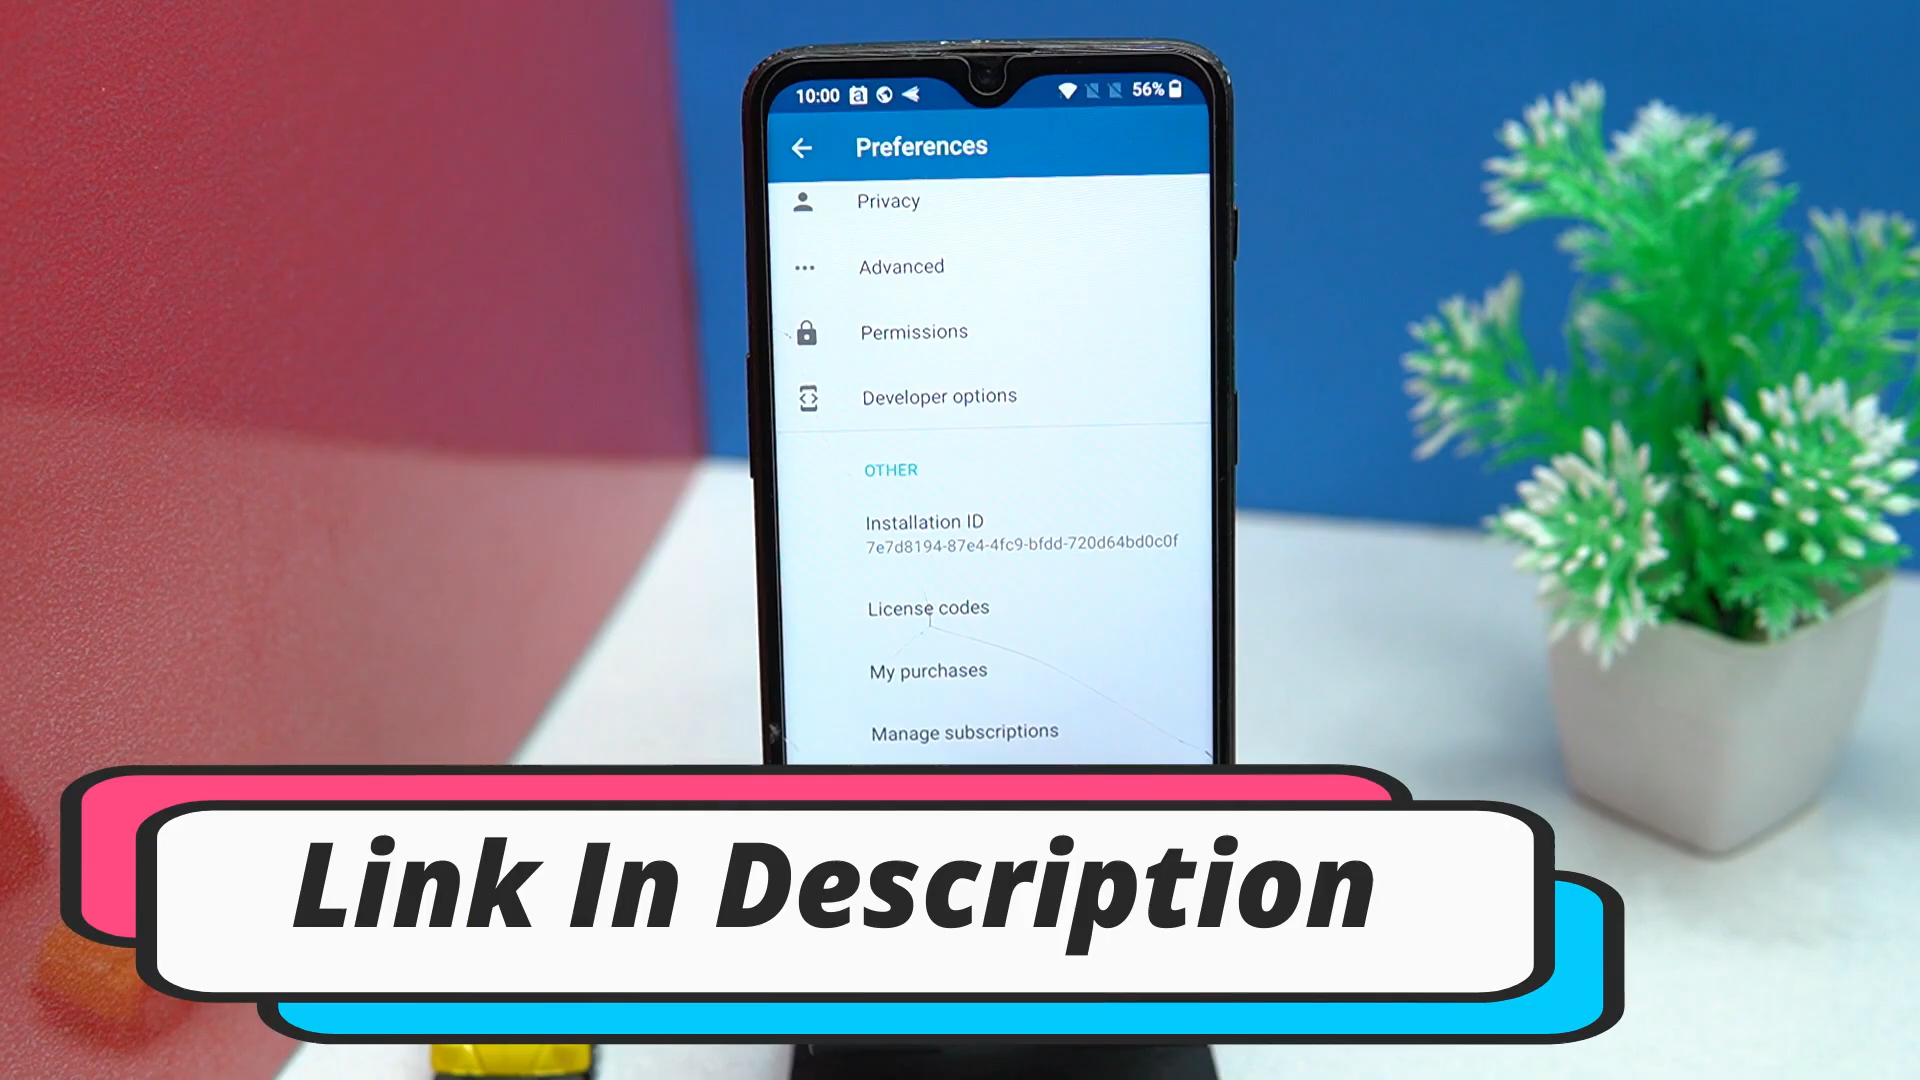 10:00
56%
Preferences
Privacy
Advanced
Permissions
Developer options
OTHER
Installation ID
7e7d8194-87e4-4fc9-bfdd-720d64bd0c0f
License codes
My purchases
Manage subscriptions
Link In Description